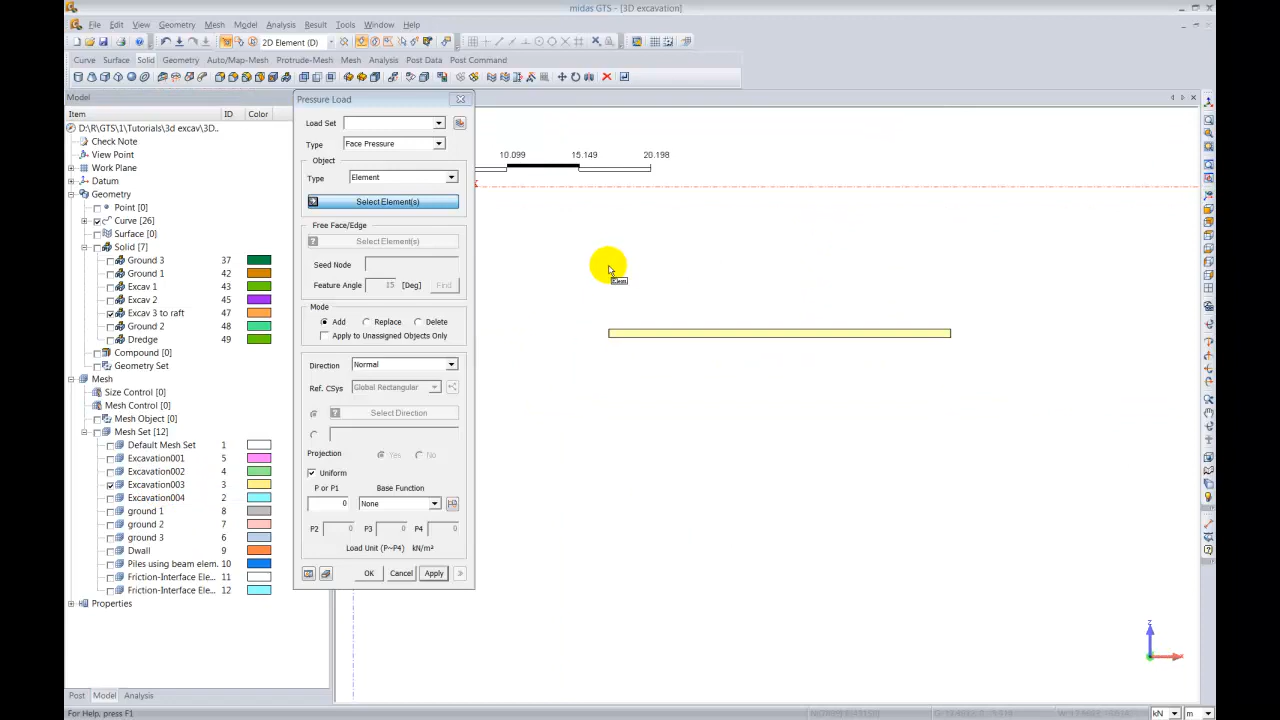 midas GTS - [3D excavation]
File Edit View Geometry Mesh Model Analysis Result Tools Window Help
2D Element (D)
Curve Surface Solid Geometry Auto/Map-Mesh Protrude-Mesh Mesh Analysis Post Data Post Command
Model
Item ID Color
D:\R\GTS\1\Tutorials\3d excav\3D..
Check Note
View Point
Work Plane
Datum
Geometry
Point [0]
Curve [26]
Surface [0]
Solid [7]
Ground 3 37
Ground 1 42
Excav 1 43
Excav 2 45
Excav 3 to raft 47
Ground 2 48
Dredge 49
Compound [0]
Geometry Set
Mesh
Size Control [0]
Mesh Control [0]
Mesh Object [0]
Mesh Set [12]
Default Mesh Set 1
Excavation001 5
Excavation002 4
Excavation003 3
Excavation004 2
ground 1 8
ground 2 7
ground 3 6
Dwall 9
Piles using beam elem. 10
Friction-Interface Ele... 11
Friction-Interface Ele... 12
Properties
Post Model Analysis
For Help, press F1
Pressure Load
Load Set
Type Face Pressure
Object
Type Element
Select Element(s)
Free Face/Edge
Select Element(s)
Seed Node
Feature Angle 15 [Deg] Find
Mode
Add Replace Delete
Apply to Unassigned Objects Only
Direction Normal
Ref. CSys Global Rectangular
Select Direction
Projection Yes No
Uniform
P or P1 Base Function
0 None
P2 0 P3 0 P4 0
Load Unit (P~P4) kN/m²
OK Cancel Apply
10.099 15.149 20.198
z
kN m